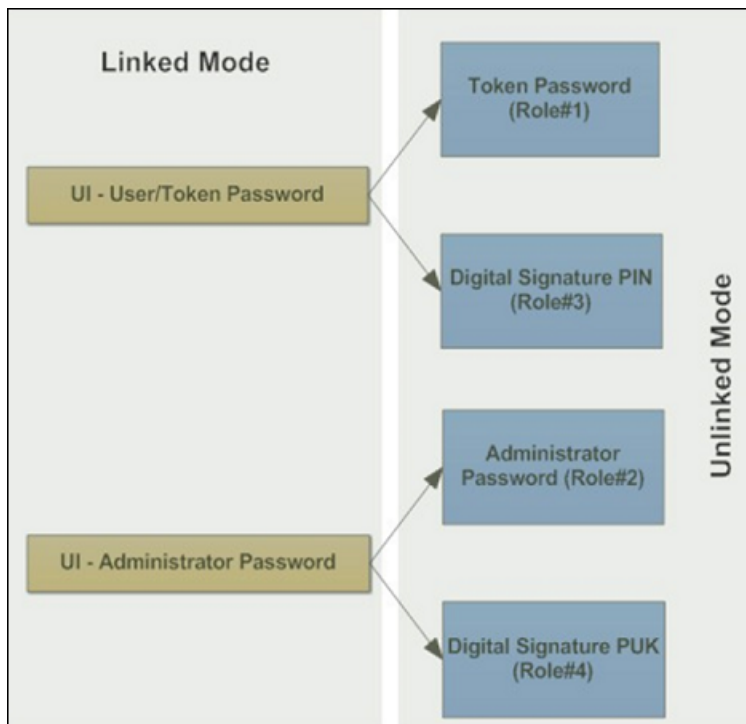 Linked Mode
UI - User/Token Password
UI - Administrator Password
Token Password
(Role#1)
Digital Signature PIN
(Role#3)
Administrator
Password (Role#2)
Digital Signature PUK
(Role#4)
Unlinked Mode